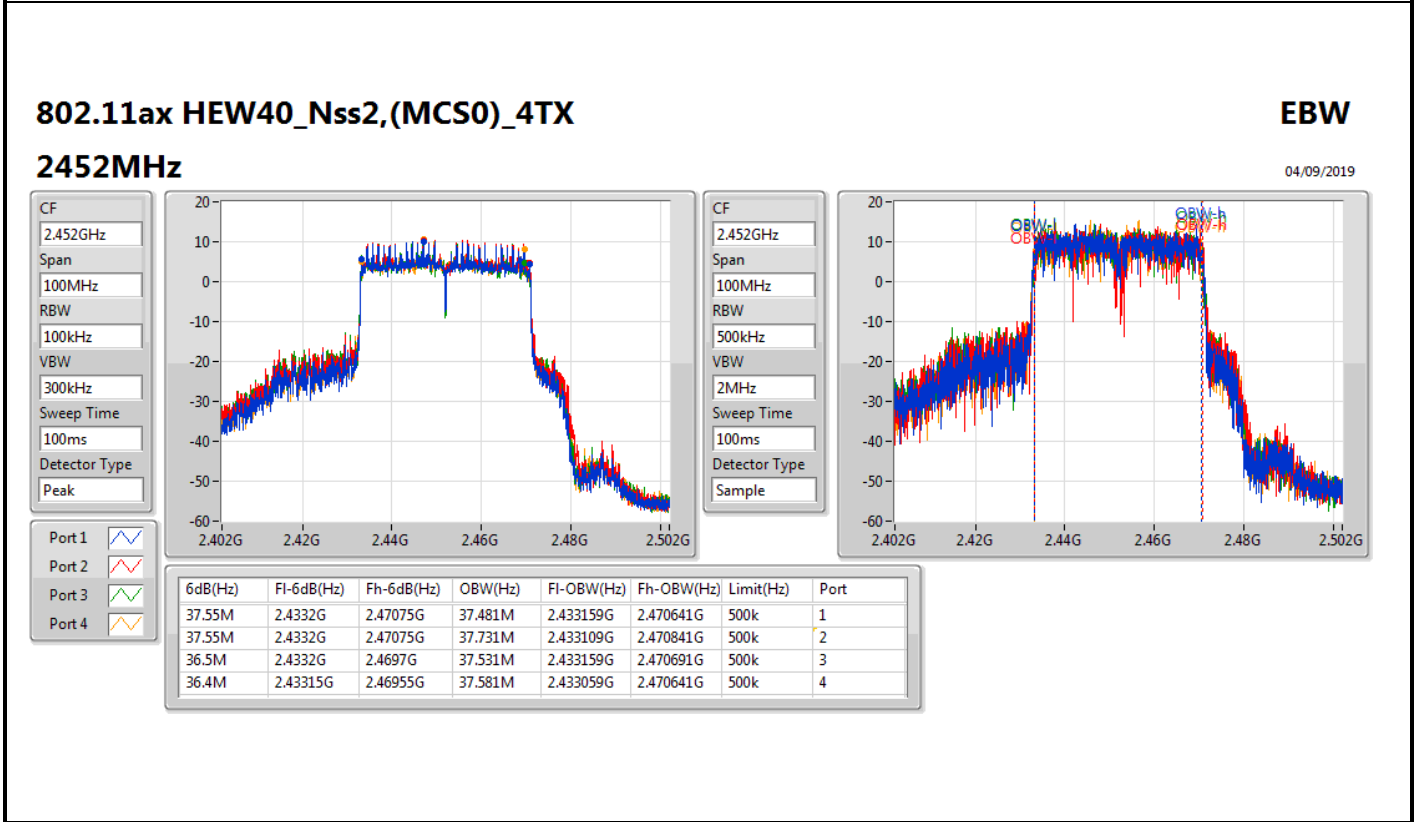 802.11ax HEW40_Nss2,(MCS0)_4TX
EBW
2452MHz
04/09/2019
CF
2.452GHz
Span
100MHz
RBW
100kHz
VBW
300kHz
Sweep Time
100ms
Detector Type
Peak
20
10
0
-10
-20
-30
-40
-50
-60
2.402G 2.42G 2.44G 2.46G 2.48G 2.502G
CF
2.452GHz
Span
100MHz
RBW
500kHz
VBW
2MHz
Sweep Time
100ms
Detector Type
Sample
20
10
0
-10
-20
-30
-40
-50
-60
OBW-h
OBW-h
2.402G 2.42G 2.44G 2.46G 2.48G 2.502G
Port 1
Port 2
Port 3
Port 4
6dB(Hz) Fl-6dB(Hz) Fh-6dB(Hz) OBW(Hz) Fl-OBW(Hz) Fh-OBW(Hz) Limit(Hz) Port
37.55M 2.4332G 2.47075G 37.481M 2.433159G 2.470641G 500k 1
37.55M 2.4332G 2.47075G 37.731M 2.433109G 2.470841G 500k 2
36.5M 2.4332G 2.4697G 37.531M 2.433159G 2.470691G 500k 3
36.4M 2.43315G 2.46955G 37.581M 2.433059G 2.470641G 500k 4